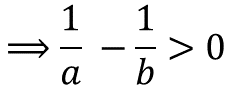 ⟹ 1/a − 1/b > 0